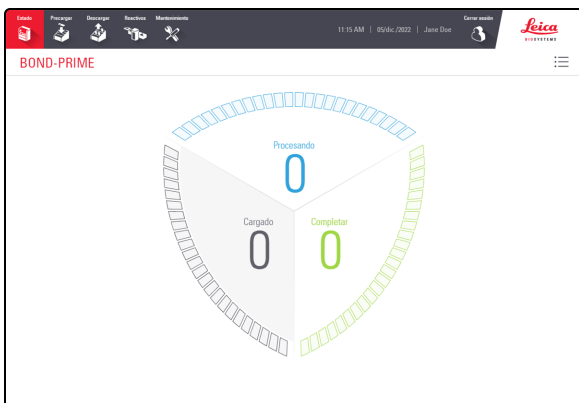 Estado
Precargar
Descargar
Reactivos
Mantenimiento
11:15 AM | 05/dic./2022 | Jane Doe
Cerrar sesión
Leica
BIOSYSTEMS
BOND-PRIME
Procesando
0
Cargado
0
Completar
0